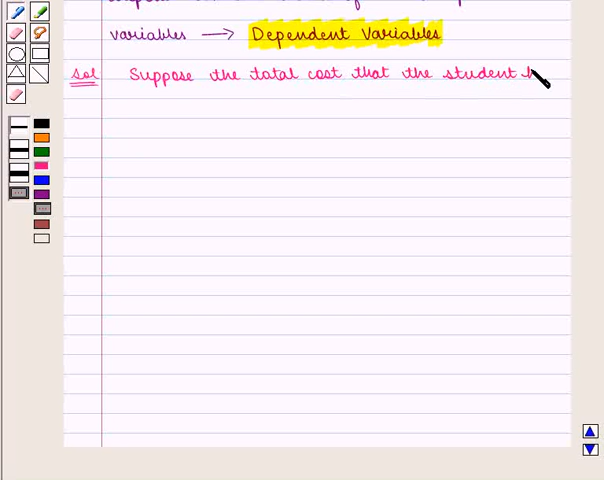 variables → Dependent Variables
Sol Suppose the total cost that the student